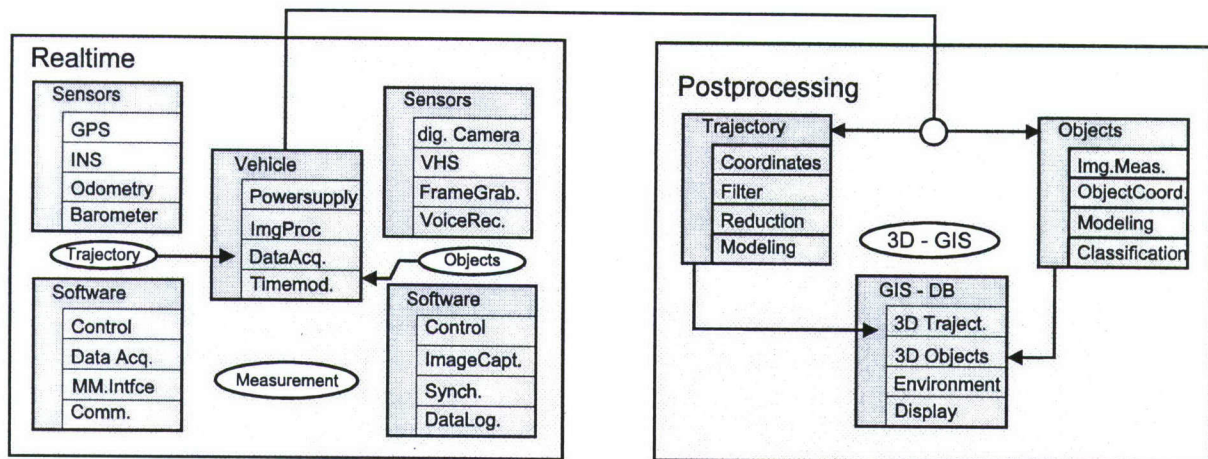 Realtime
Sensors
GPS
INS
Odometry
Barometer
Trajectory
Software
Control
Data Acq.
MM.Intfce
Comm.
Vehicle
Powersupply
ImgProc
DataAcq.
Timemod.
Measurement
Sensors
dig. Camera
VHS
FrameGrab.
VoiceRec.
Objects
Software
Control
ImageCapt.
Synch.
DataLog.
Postprocessing
Trajectory
Coordinates
Filter
Reduction
Modeling
3D - GIS
Objects
Img.Meas.
ObjectCoord.
Modeling
Classification
GIS - DB
3D Traject.
3D Objects
Environment
Display